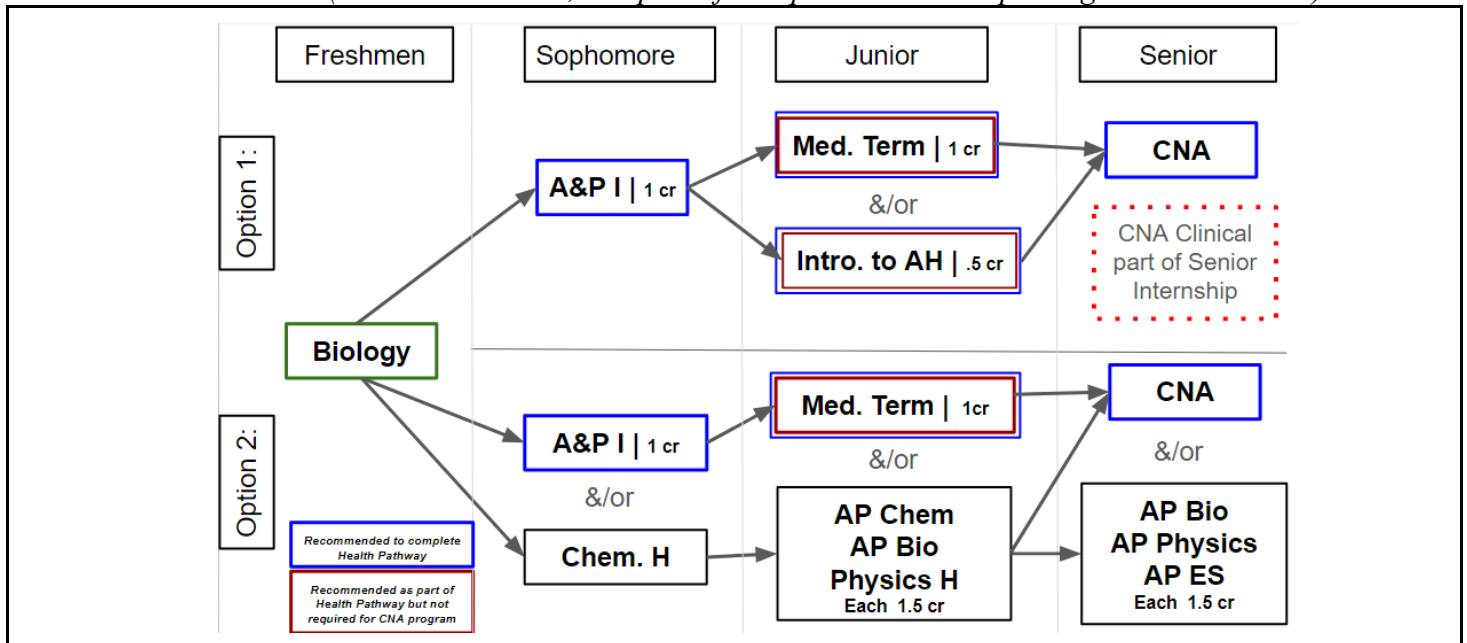 Freshmen
Sophomore
Junior
Senior
Option 1:
A&P I | 1 cr
Med. Term | 1 cr
&/or
Intro. to AH | .5 cr
CNA
CNA Clinical
part of Senior
Internship
Biology
Option 2:
A&P I | 1 cr
&/or
Chem. H
Med. Term | 1cr
&/or
AP Chem
AP Bio
Physics H
Each 1.5 cr
CNA
&/or
AP Bio
AP Physics
AP ES
Each 1.5 cr
Recommended to complete
Health Pathway
Recommended as part of
Health Pathway but not
required for CNA program